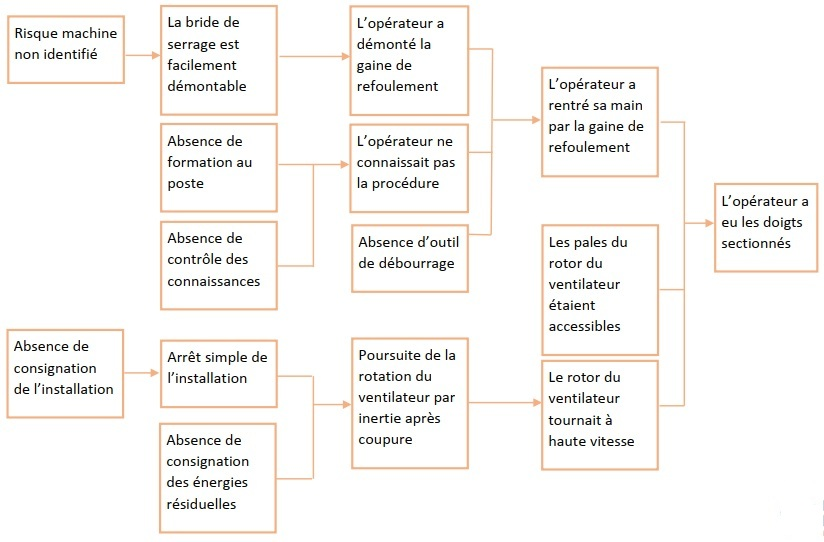 Risque machine
non identifié
La bride de
serrage est
facilement
démontable
L’opérateur a
démonté la
gaine de
refoulement
L’opérateur a
rentré sa main
par la gaine de
refoulement
Absence de
formation au
poste
L’opérateur ne
connaissait pas
la procédure
Absence de
contrôle des
connaissances
Absence d’outil
de débourrage
Les pales du
rotor du
ventilateur
étaient
accessibles
L’opérateur a
eu les doigts
sectionnés
Absence de
consignation
de l’installation
Arrêt simple de
l’installation
Poursuite de la
rotation du
ventilateur par
inertie après
coupure
Le rotor du
ventilateur
tournait à
haute vitesse
Absence de
consignation
des énergies
résiduelles